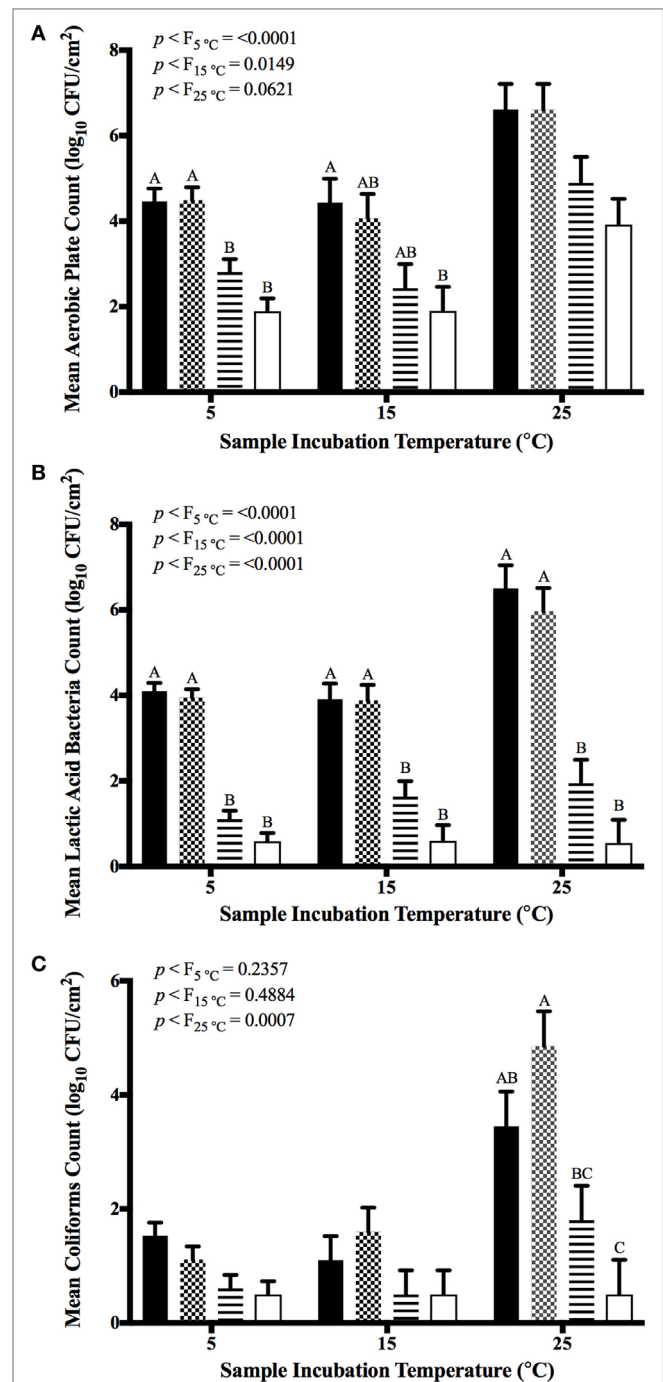 A
p < F5 °C = <0.0001
p < F15 °C = 0.0149
p < F25 °C = 0.0621
Mean Aerobic Plate Count (log10 CFU/cm2)
8
6
4
2
0
A A B B
A AB AB B
5 15 25
Sample Incubation Temperature (°C)
B
p < F5 °C = <0.0001
p < F15 °C = <0.0001
p < F25 °C = <0.0001
Mean Lactic Acid Bacteria Count (log10 CFU/cm2)
8
6
4
2
0
A A B B
A A B B
A A B B
5 15 25
Sample Incubation Temperature (°C)
C
p < F5 °C = 0.2357
p < F15 °C = 0.4884
p < F25 °C = 0.0007
Mean Coliforms Count (log10 CFU/cm2)
6
4
2
0
AB A BC C
5 15 25
Sample Incubation Temperature (°C)